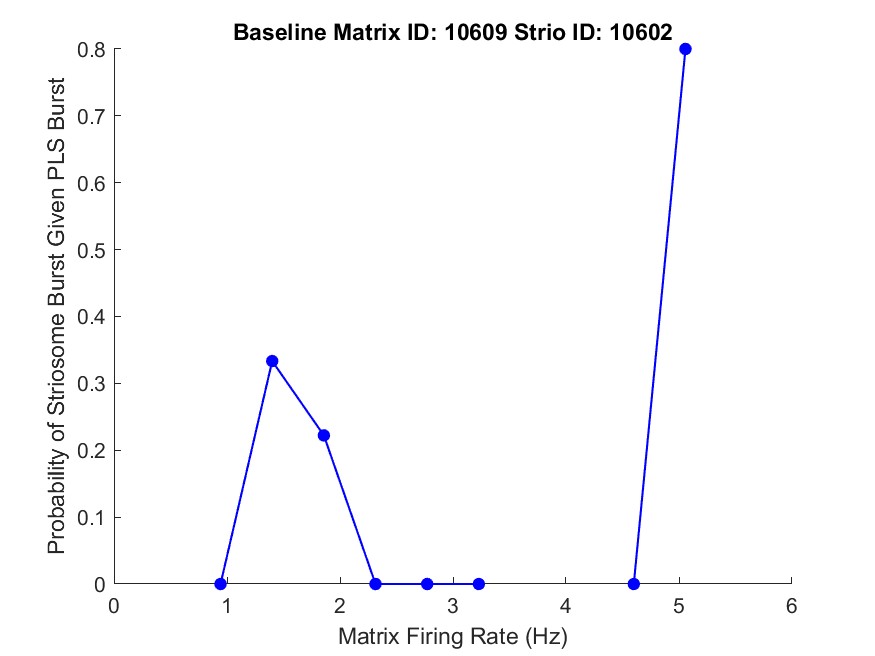 Baseline Matrix ID: 10609 Strio ID: 10602
Probability of Striosome Burst Given PLS Burst
0.8
0.7
0.6
0.5
0.4
0.3
0.2
0.1
0
0 1 2 3 4 5 6
Matrix Firing Rate (Hz)